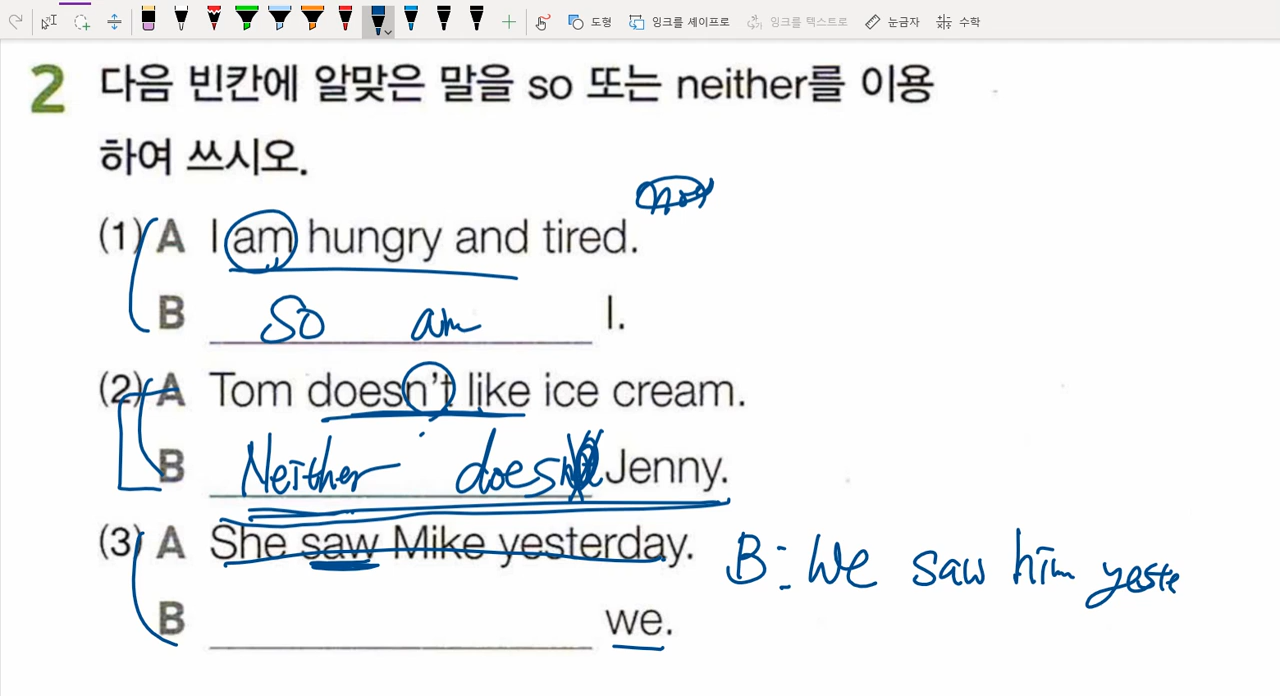 도형 잉크를 셰이프로 잉크를 텍스트로 눈금자 수학
2 다음 빈칸에 알맞은 말을 so 또는 neither를 이용
하여 쓰시오.
(1) A I am hungry and tired.
B So am I.
(2) A Tom doesn't like ice cream.
B Neither does Jenny.
(3) A She saw Mike yesterday.
B: We saw him yeste
B we.